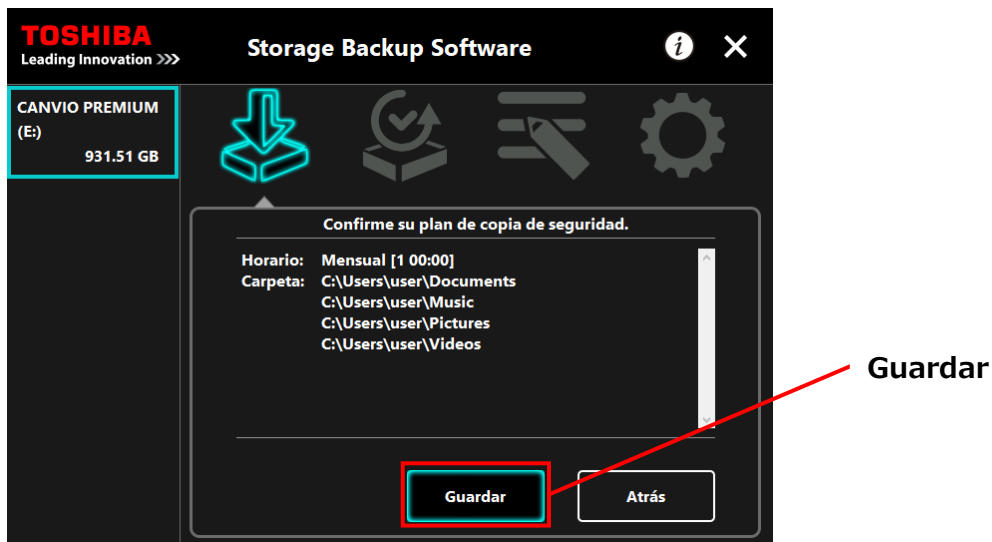 TOSHIBA
Leading Innovation >>>
Storage Backup Software
i
CANVIO PREMIUM
(E:)
931.51 GB
Confirme su plan de copia de seguridad.
Horario: Mensual [1 00:00]
Carpeta: C:\Users\user\Documents
C:\Users\user\Music
C:\Users\user\Pictures
C:\Users\user\Videos
Guardar
Guardar
Atrás